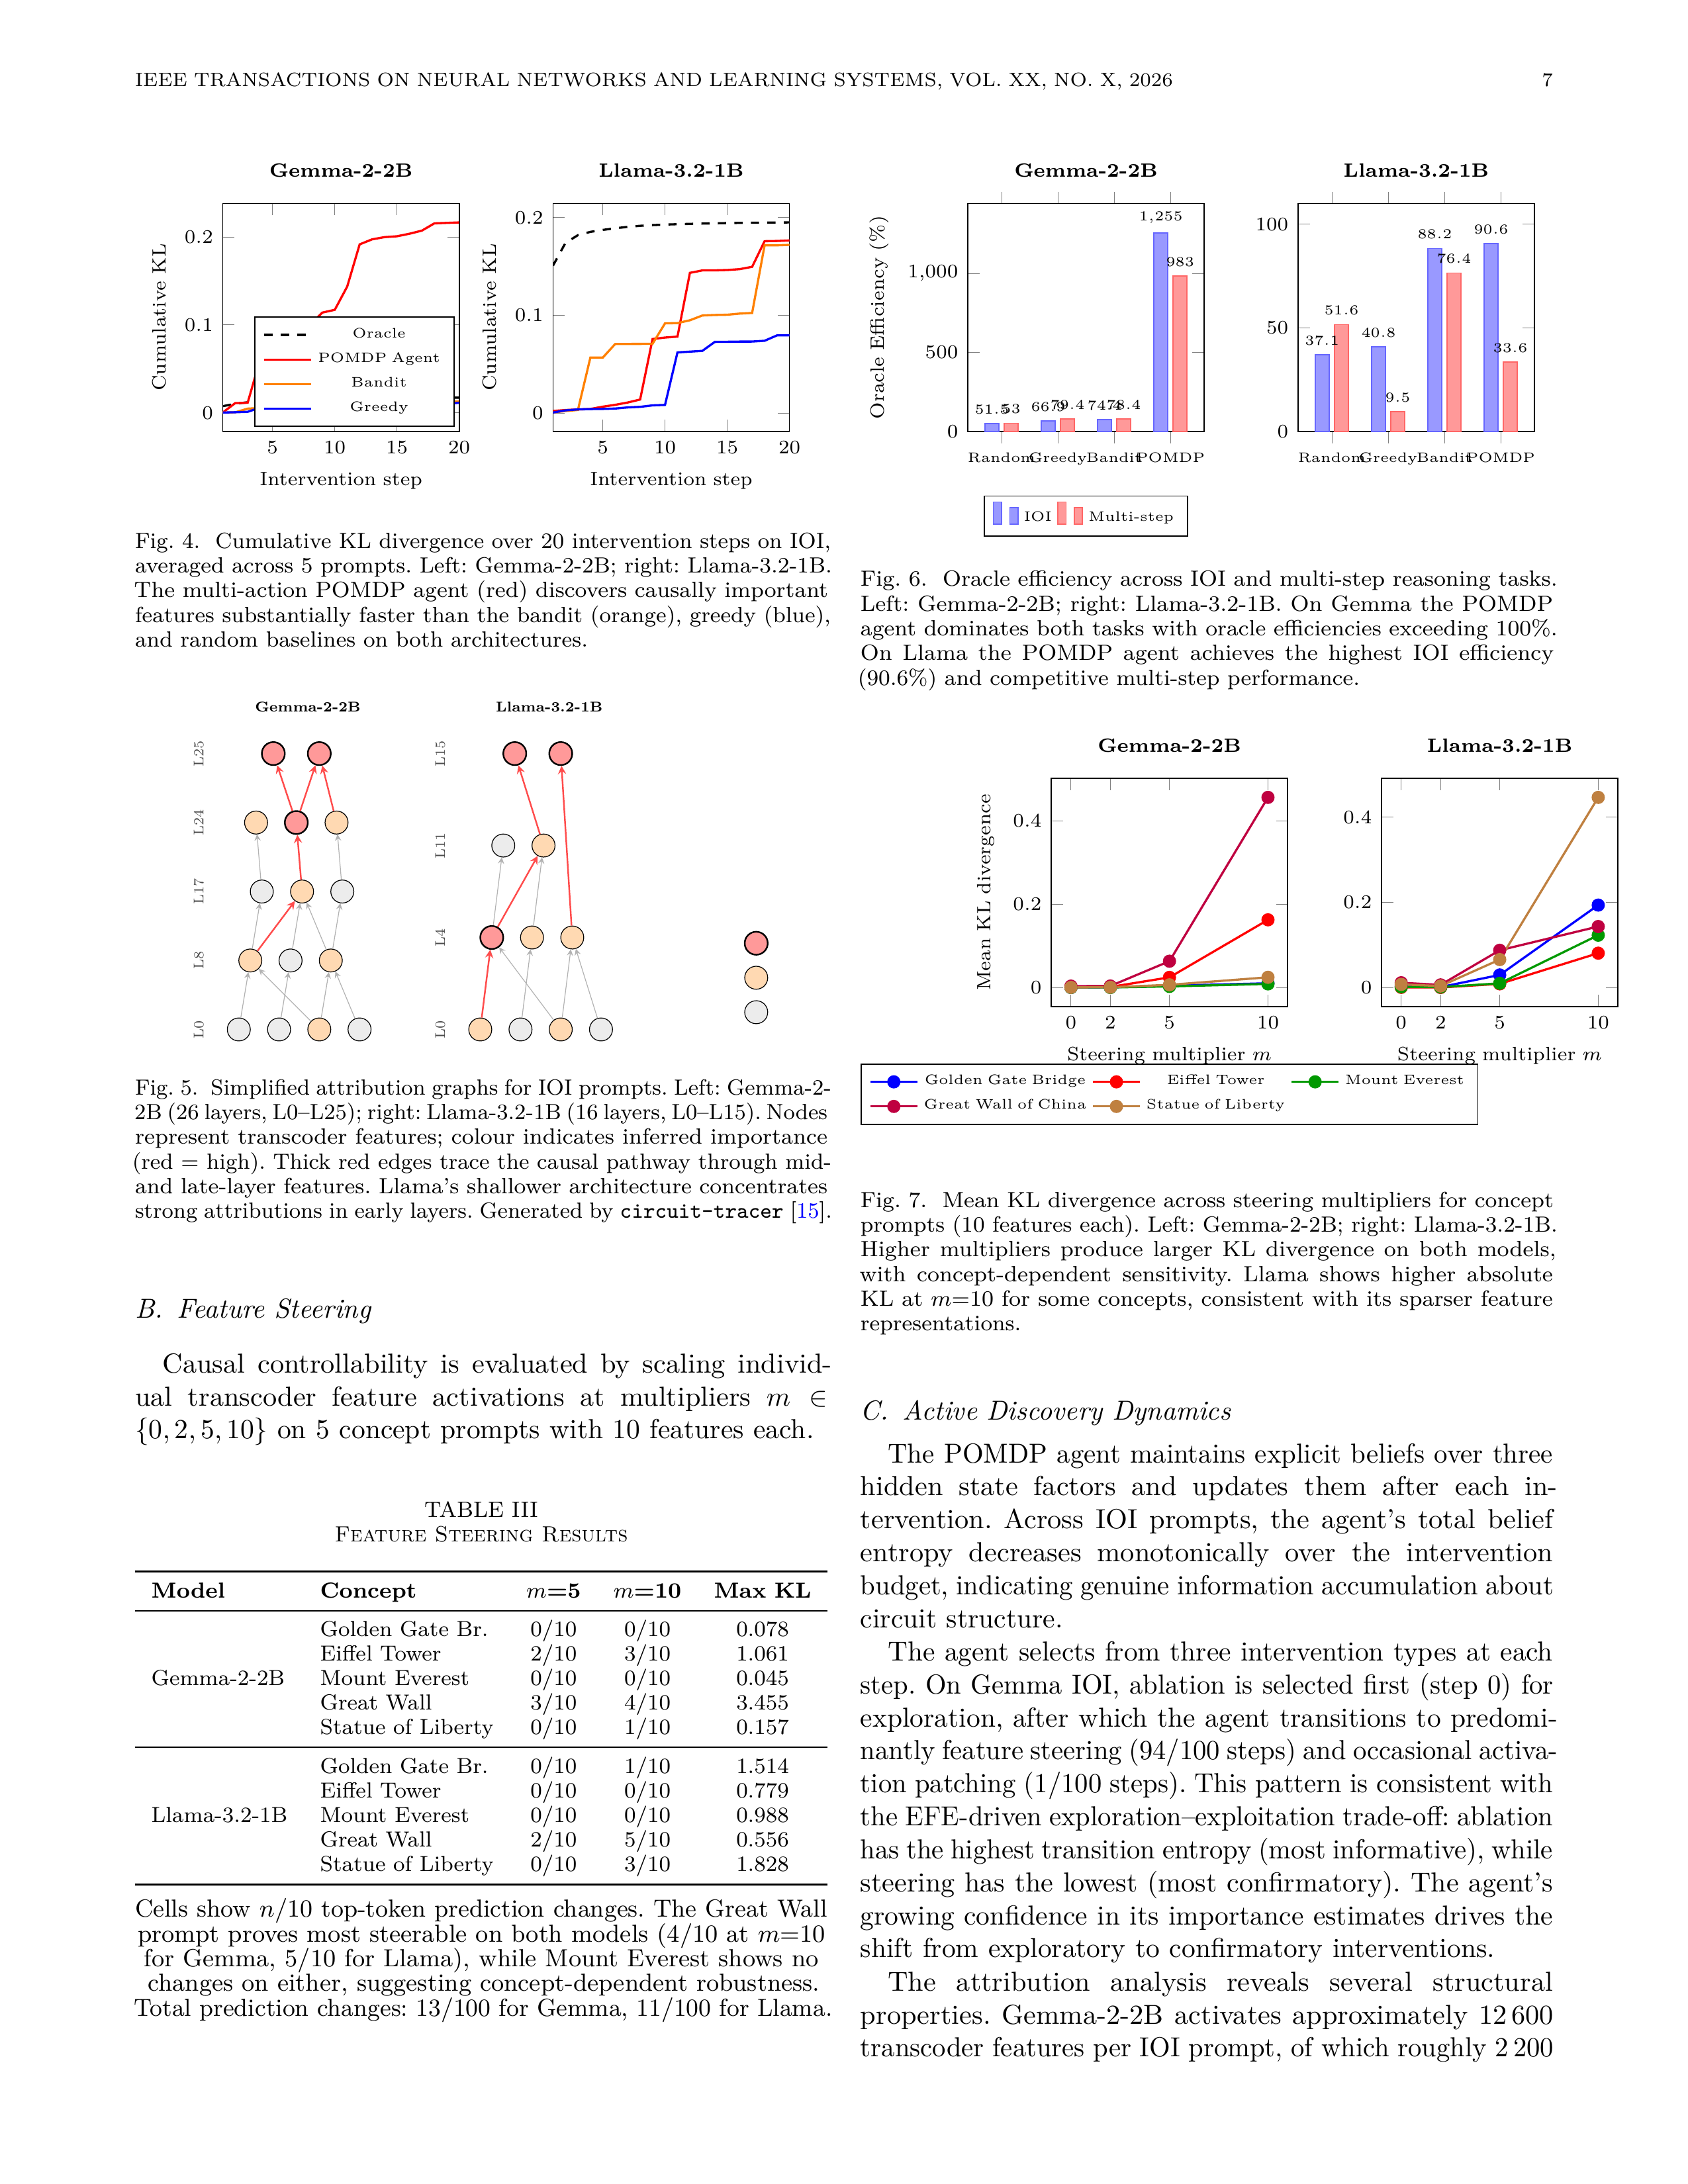 IEEE TRANSACTIONS ON NEURAL NETWORKS AND LEARNING SYSTEMS, VOL. XX, NO. X, 2026 7
Gemma-2-2B
Cumulative KL
0.2
0.1
0
Oracle
POMDP Agent
Bandit
Greedy
5 10 15 20
Intervention step
Llama-3.2-1B
Cumulative KL
0.2
0.1
0
5 10 15 20
Intervention step
Fig. 4. Cumulative KL divergence over 20 intervention steps on IOI,
averaged across 5 prompts. Left: Gemma-2-2B; right: Llama-3.2-1B.
The multi-action POMDP agent (red) discovers causally important
features substantially faster than the bandit (orange), greedy (blue),
and random baselines on both architectures.
Gemma-2-2B
L25
L24
L17
L8
L0
Llama-3.2-1B
L15
L11
L4
L0
Fig. 5. Simplified attribution graphs for IOI prompts. Left: Gemma-2-
2B (26 layers, L0–L25); right: Llama-3.2-1B (16 layers, L0–L15). Nodes
represent transcoder features; colour indicates inferred importance
(red = high). Thick red edges trace the causal pathway through mid-
and late-layer features. Llama's shallower architecture concentrates
strong attributions in early layers. Generated by circuit-tracer [15].
B. Feature Steering
Causal controllability is evaluated by scaling individ-
ual transcoder feature activations at multipliers m ∈
{0, 2, 5, 10} on 5 concept prompts with 10 features each.
TABLE III
Feature Steering Results
Model Concept m=5 m=10 Max KL
Golden Gate Br. 0/10 0/10 0.078
Eiffel Tower 2/10 3/10 1.061
Gemma-2-2B Mount Everest 0/10 0/10 0.045
Great Wall 3/10 4/10 3.455
Statue of Liberty 0/10 1/10 0.157
Golden Gate Br. 0/10 1/10 1.514
Eiffel Tower 0/10 0/10 0.779
Llama-3.2-1B Mount Everest 0/10 0/10 0.988
Great Wall 2/10 5/10 0.556
Statue of Liberty 0/10 3/10 1.828
Cells show n/10 top-token prediction changes. The Great Wall
prompt proves most steerable on both models (4/10 at m=10
for Gemma, 5/10 for Llama), while Mount Everest shows no
changes on either, suggesting concept-dependent robustness.
Total prediction changes: 13/100 for Gemma, 11/100 for Llama.
Gemma-2-2B
Oracle Efficiency (%)
1,000
500
0
51.5 53 66.9 79.4 74.4 78.4 1,255 983
Random Greedy Bandit POMDP
IOI Multi-step
Llama-3.2-1B
100
50
0
37.1 51.6 40.8 9.5 88.2 76.4 90.6 33.6
Random Greedy Bandit POMDP
Fig. 6. Oracle efficiency across IOI and multi-step reasoning tasks.
Left: Gemma-2-2B; right: Llama-3.2-1B. On Gemma the POMDP
agent dominates both tasks with oracle efficiencies exceeding 100%.
On Llama the POMDP agent achieves the highest IOI efficiency
(90.6%) and competitive multi-step performance.
Gemma-2-2B
Mean KL divergence
0.4
0.2
0
0 2 5 10
Steering multiplier m
Llama-3.2-1B
0.4
0.2
0
0 2 5 10
Steering multiplier m
Golden Gate Bridge Eiffel Tower Mount Everest
Great Wall of China Statue of Liberty
Fig. 7. Mean KL divergence across steering multipliers for concept
prompts (10 features each). Left: Gemma-2-2B; right: Llama-3.2-1B.
Higher multipliers produce larger KL divergence on both models,
with concept-dependent sensitivity. Llama shows higher absolute
KL at m=10 for some concepts, consistent with its sparser feature
representations.
C. Active Discovery Dynamics
The POMDP agent maintains explicit beliefs over three
hidden state factors and updates them after each in-
tervention. Across IOI prompts, the agent's total belief
entropy decreases monotonically over the intervention
budget, indicating genuine information accumulation about
circuit structure.
The agent selects from three intervention types at each
step. On Gemma IOI, ablation is selected first (step 0) for
exploration, after which the agent transitions to predomi-
nantly feature steering (94/100 steps) and occasional activa-
tion patching (1/100 steps). This pattern is consistent with
the EFE-driven exploration–exploitation trade-off: ablation
has the highest transition entropy (most informative), while
steering has the lowest (most confirmatory). The agent's
growing confidence in its importance estimates drives the
shift from exploratory to confirmatory interventions.
The attribution analysis reveals several structural
properties. Gemma-2-2B activates approximately 12 600
transcoder features per IOI prompt, of which roughly 2 200